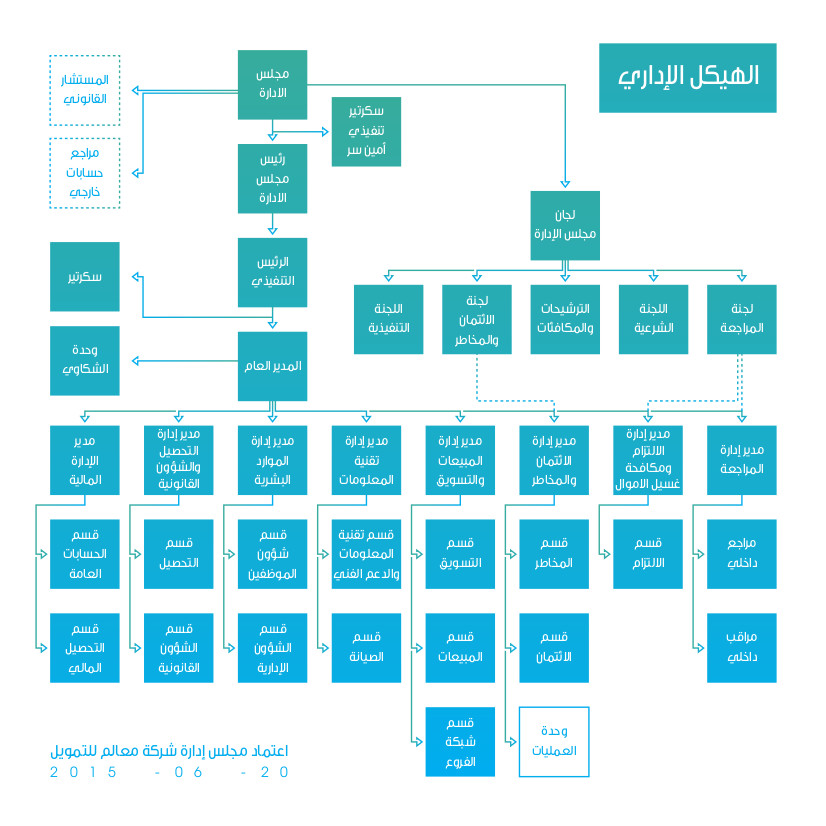 الهيكل الإداري
مجلس
الادارة
المستشار
القانوني
سكرتير
تنفيذي
أمين سر
مراجع
حسابات
خارجي
رئيس
مجلس
الادارة
لجان
مجلس الإدارة
الرئيس
التنفيذي
سكرتير
لجنة
المراجعة
اللجنة
الشرعية
الترشيحات
والمكافئات
لجنة
الائتمان
والمخاطر
اللجنة
التنفيذية
المدير العام
وحدة
الشكاوي
مدير إدارة
المراجعة
مدير إدارة
الالتزام
ومكافحة
غسيل الاموال
مدير إدارة
الائتمان
والمخاطر
مدير إدارة
المبيعات
والتسويق
مدير إدارة
تقنية
المعلومات
مدير إدارة
الموارد
البشرية
مدير إدارة
التحصيل
والشؤون
القانونية
مدير
الإدارة
المالية
مراجع
داخلي
قسم
الالتزام
قسم
المخاطر
قسم
التسويق
قسم تقنية
المعلومات
والدعم الفني
قسم
شؤون
الموظفين
قسم
التحصيل
قسم
الحسابات
العامة
مراقب
داخلي
قسم
الائتمان
قسم
المبيعات
قسم
الصيانة
قسم
الشؤون
الإدارية
قسم
الشؤون
القانونية
قسم
التحصيل
المالي
وحدة
العمليات
قسم
شبكة
الفروع
اعتماد مجلس إدارة شركة معالم للتمويل
2015 - 06 - 20